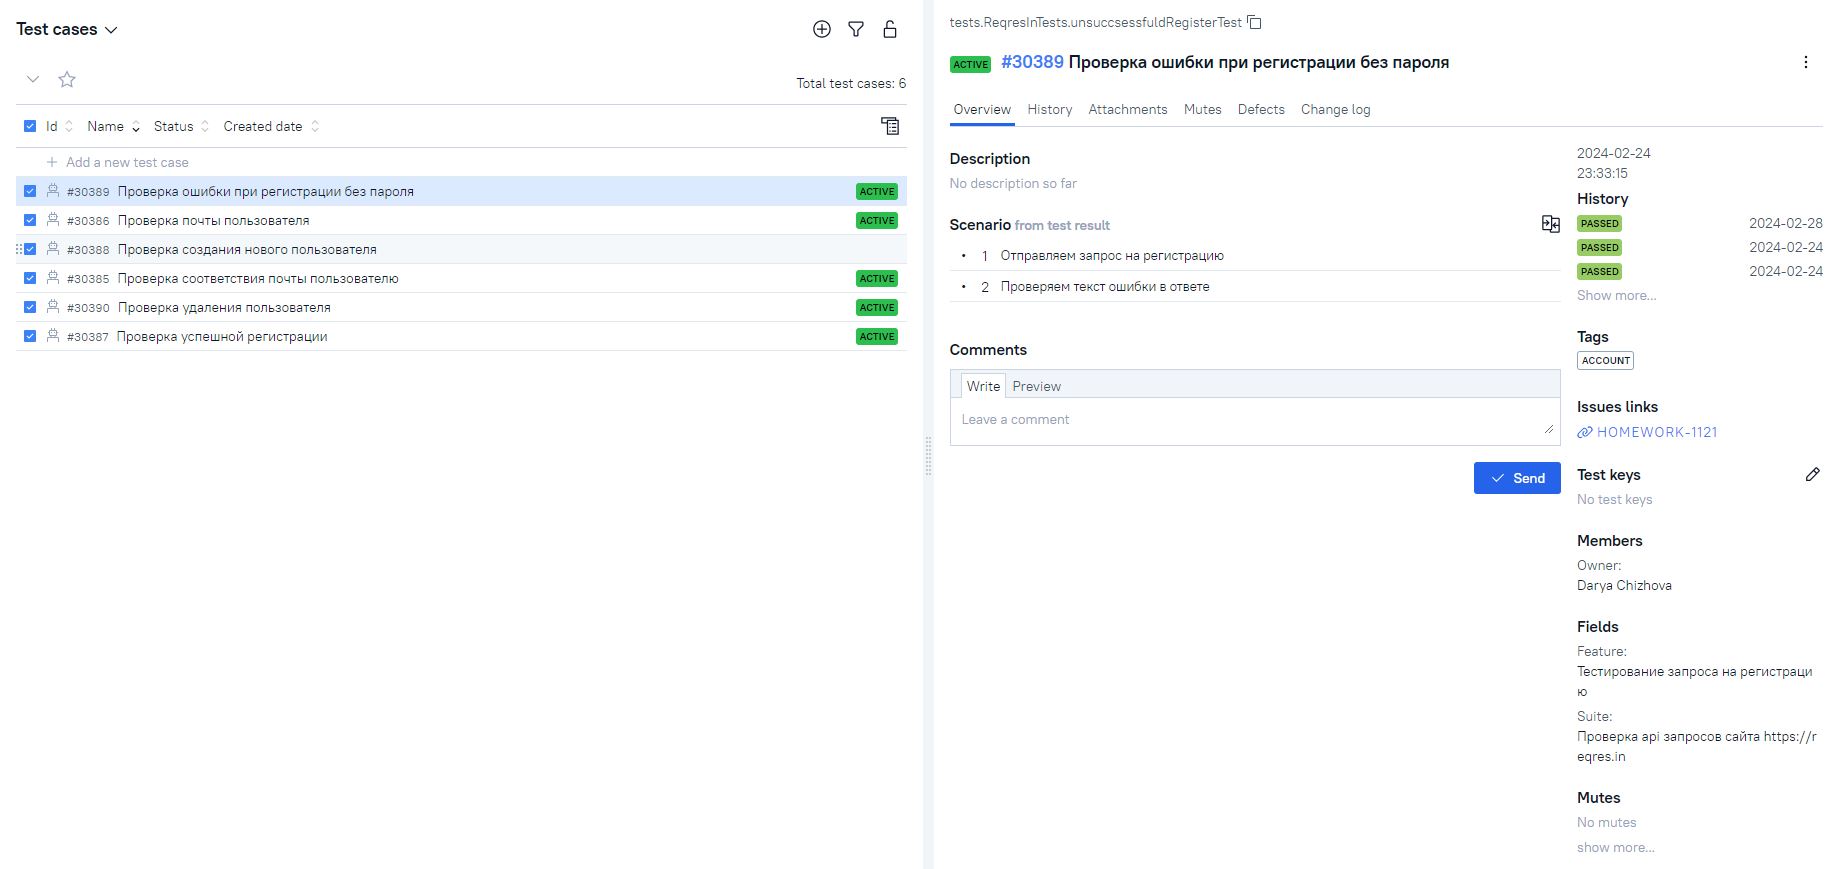 Test cases
Total test cases: 6
Id Name Status Created date
Add a new test case
#30389 Проверка ошибки при регистрации без пароля ACTIVE
#30386 Проверка почты пользователя ACTIVE
#30388 Проверка создания нового пользователя
#30385 Проверка соответствия почты пользователю ACTIVE
#30390 Проверка удаления пользователя ACTIVE
#30387 Проверка успешной регистрации ACTIVE
tests.ReqresInTests.unsuccsessfuldRegisterTest
ACTIVE #30389 Проверка ошибки при регистрации без пароля
Overview History Attachments Mutes Defects Change log
Description
No description so far
Scenario from test result
• 1 Отправляем запрос на регистрацию
• 2 Проверяем текст ошибки в ответе
Comments
Write Preview
Leave a comment
Send
2024-02-24
23:33:15
History
PASSED 2024-02-28
PASSED 2024-02-24
PASSED 2024-02-24
Show more...
Tags
ACCOUNT
Issues links
HOMEWORK-1121
Test keys
No test keys
Members
Owner:
Darya Chizhova
Fields
Feature:
Тестирование запроса на регистраци
ю
Suite:
Проверка api запросов сайта https://r
eqres.in
Mutes
No mutes
show more...